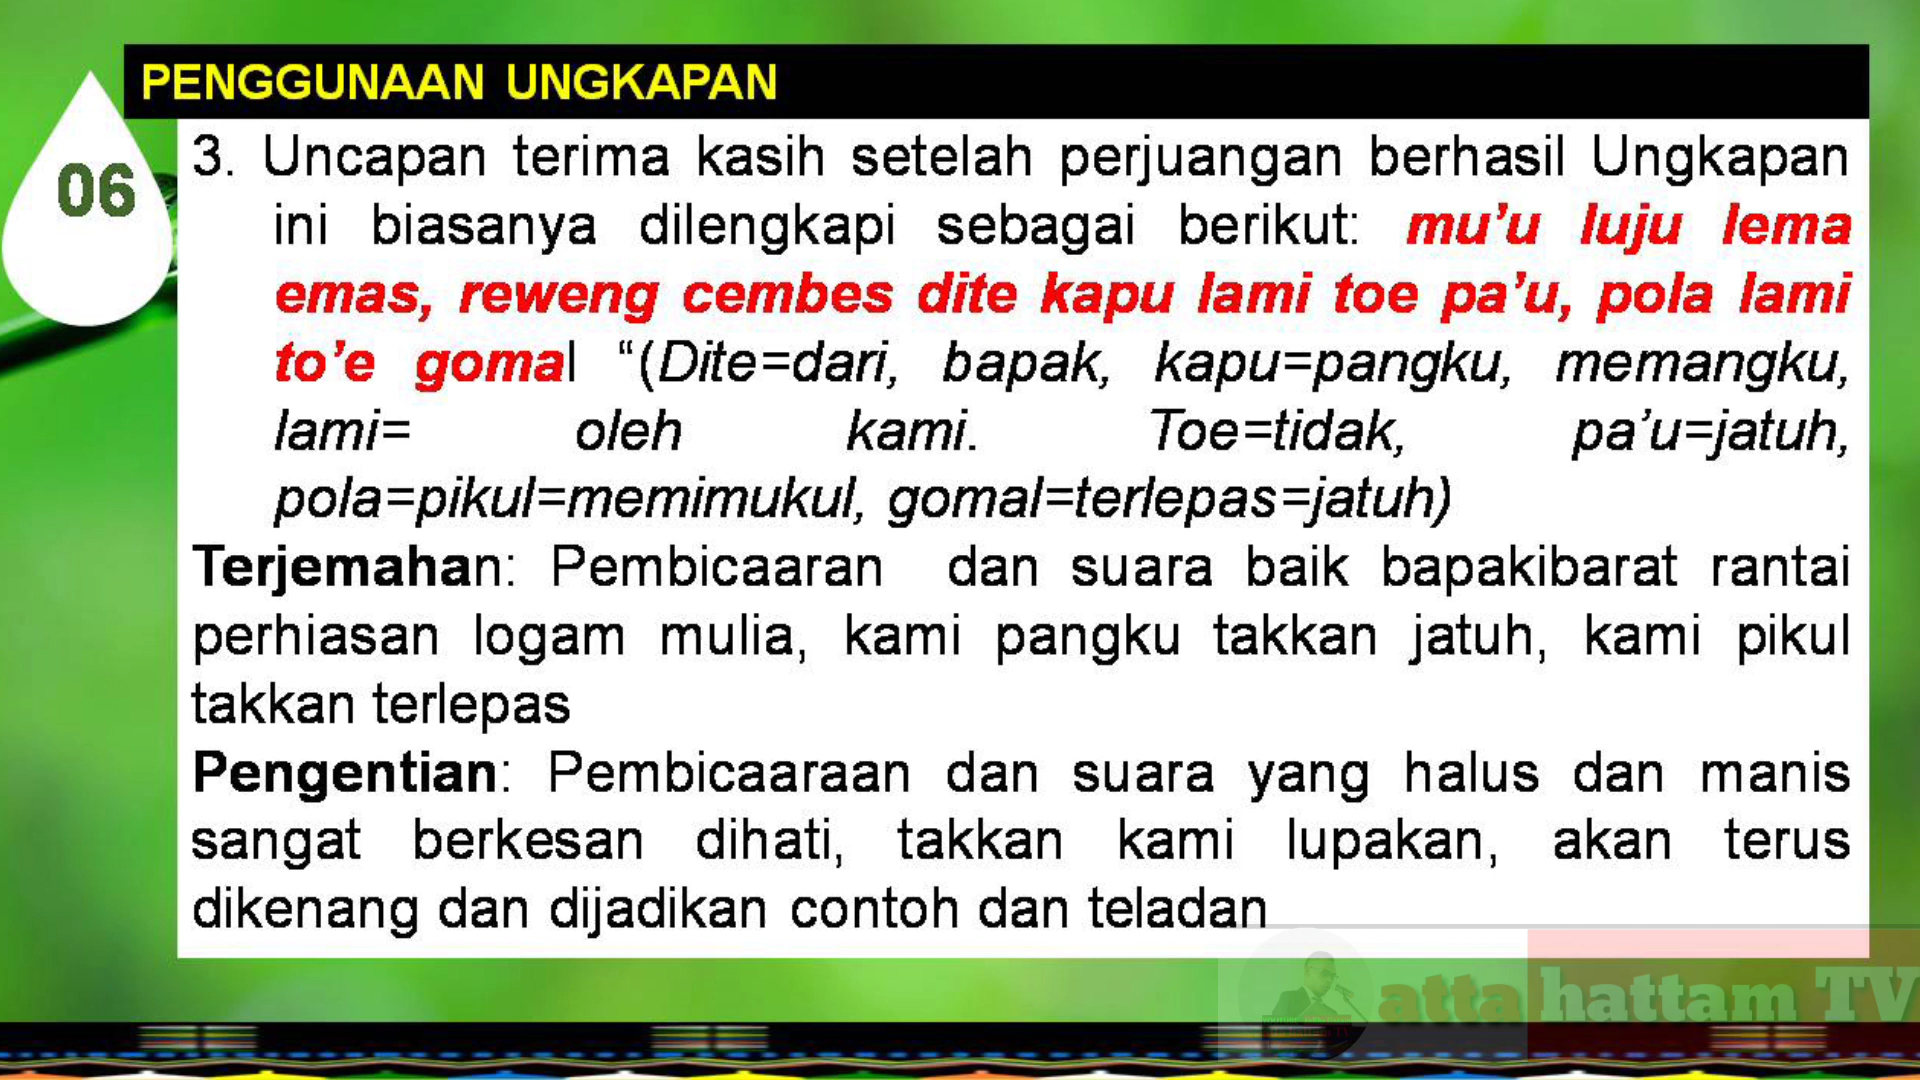 PENGGUNAAN UNGKAPAN
06
3. Uncapan terima kasih setelah perjuangan berhasil Ungkapan
ini biasanya dilengkapi sebagai berikut: mu’u luju lema
emas, reweng cembes dite kapu lami toe pa’u, pola lami
to’e gomal “(Dite=dari, bapak, kapu=pangku, memangku,
lami= oleh kami. Toe=tidak, pa’u=jatuh,
pola=pikul=memimukul, gomal=terlepas=jatuh)
Terjemahan: Pembicaaran dan suara baik bapakibarat rantai
perhiasan logam mulia, kami pangku takkan jatuh, kami pikul
takkan terlepas
Pengentian: Pembicaaraan dan suara yang halus dan manis
sangat berkesan dihati, takkan kami lupakan, akan terus
dikenang dan dijadikan contoh dan teladan
atta hattam TV